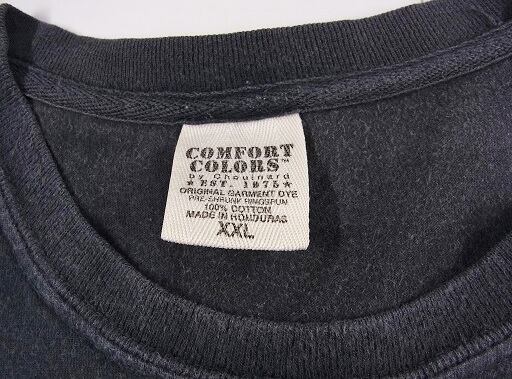 COMFORT
COLORS
by Chouinard
★ EST. 1975 ★
ORIGINAL GARMENT DYE
PRE-SHRUNK RINGSPUN
100% COTTON
MADE IN HONDURAS
XXL